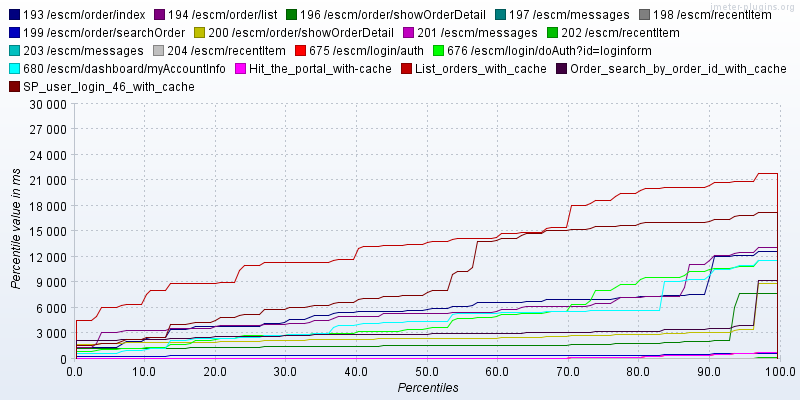 jmeter-plugins.org
193 /escm/order/index 194 /escm/order/list 196 /escm/order/showOrderDetail 197 /escm/messages 198 /escm/recentItem
199 /escm/order/searchOrder 200 /escm/order/showOrderDetail 201 /escm/messages 202 /escm/recentItem
203 /escm/messages 204 /escm/recentItem 675 /escm/login/auth 676 /escm/login/doAuth?id=loginform
680 /escm/dashboard/myAccountInfo Hit_the_portal_with-cache List_orders_with_cache Order_search_by_order_id_with_cache
SP_user_login_46_with_cache
30 000
27 000
24 000
21 000
18 000
15 000
12 000
9 000
6 000
3 000
0
Percentile value in ms
0.0 10.0 20.0 30.0 40.0 50.0 60.0 70.0 80.0 90.0 100.0
Percentiles